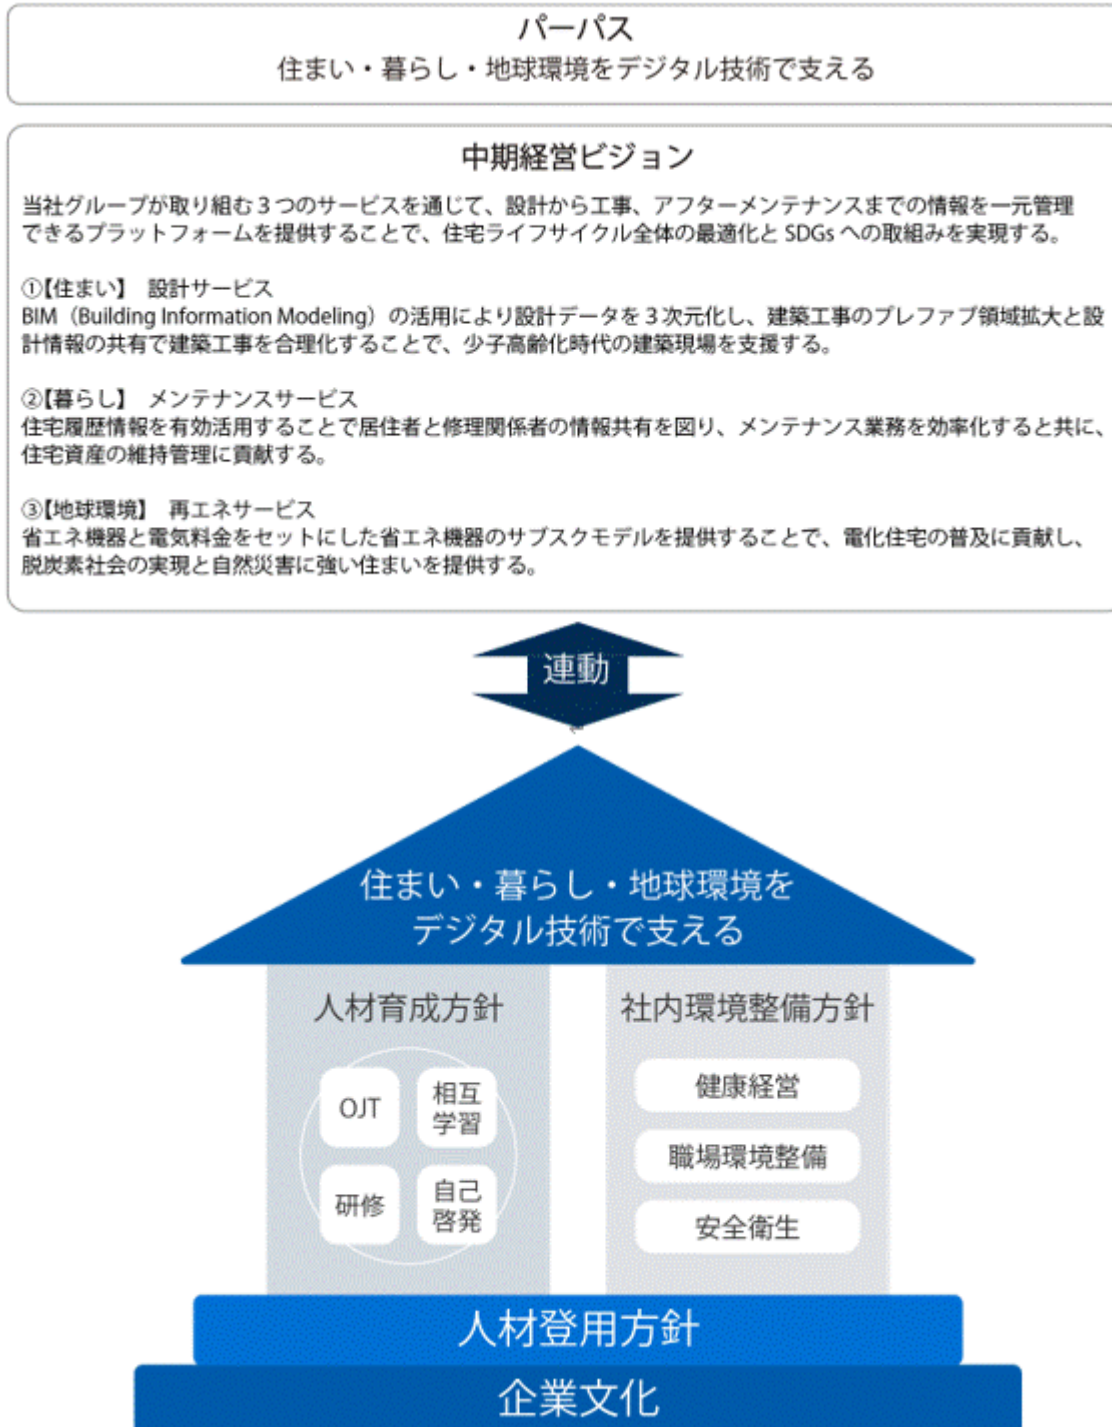 パーパス
住まい・暮らし・地球環境をデジタル技術で支える
中期経営ビジョン
当社グループが取り組む3つのサービスを通じて、設計から工事、アフターメンテナンスまでの情報を一元管理
できるプラットフォームを提供することで、住宅ライフサイクル全体の最適化とSDGsへの取組みを実現する。
①【住まい】 設計サービス
BIM（Building Information Modeling）の活用により設計データを3次元化し、建築工事のプレファブ領域拡大と設
計情報の共有で建築工事を合理化することで、少子高齢化時代の建築現場を支援する。
②【暮らし】 メンテナンスサービス
住宅履歴情報を有効活用することで居住者と修理関係者の情報共有を図り、メンテナンス業務を効率化すると共に、
住宅資産の維持管理に貢献する。
③【地球環境】 再エネサービス
省エネ機器と電気料金をセットにした省エネ機器のサブスクモデルを提供することで、電化住宅の普及に貢献し、
脱炭素社会の実現と自然災害に強い住まいを提供する。
連動
住まい・暮らし・地球環境を
デジタル技術で支える
人材育成方針
OJT
相互
学習
研修
自己
啓発
社内環境整備方針
健康経営
職場環境整備
安全衛生
人材登用方針
企業文化